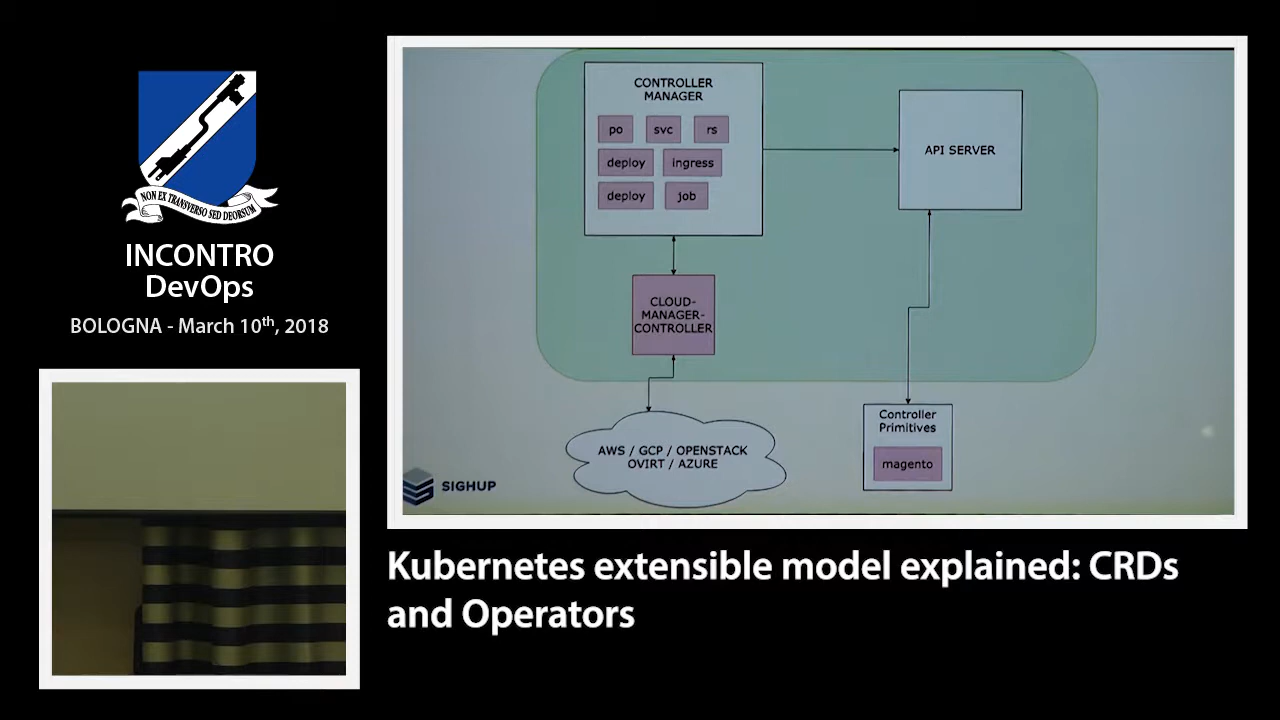 NON EX TRANSVERSO SED DEORSUM
INCONTRO
DevOps
BOLOGNA - March 10th, 2018
CONTROLLER
MANAGER
po svc rs
deploy ingress
deploy job
API SERVER
CLOUD-
MANAGER-
CONTROLLER
AWS / GCP / OPENSTACK
OVIRT / AZURE
Controller
Primitives
magento
SIGHUP
Kubernetes extensible model explained: CRDs
and Operators